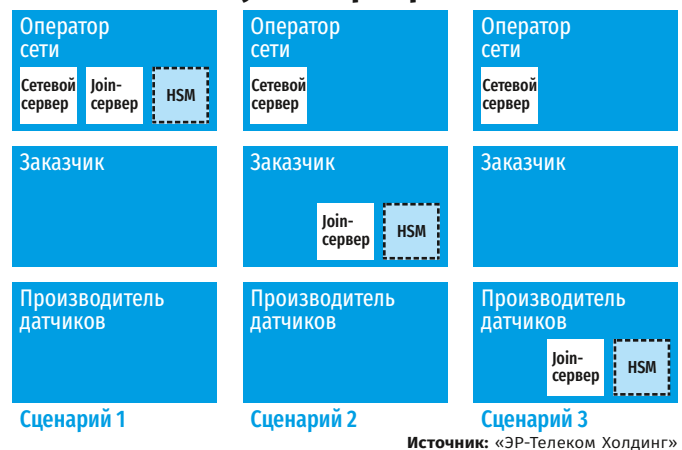 Оператор
сети
Сетевой
сервер
Join-
сервер
HSM
Оператор
сети
Сетевой
сервер
Оператор
сети
Сетевой
сервер
Заказчик
Заказчик
Join-
сервер
HSM
Заказчик
Производитель
датчиков
Производитель
датчиков
Производитель
датчиков
Join-
сервер
HSM
Сценарий 1
Сценарий 2
Сценарий 3
Источник: «ЭР-Телеком Холдинг»